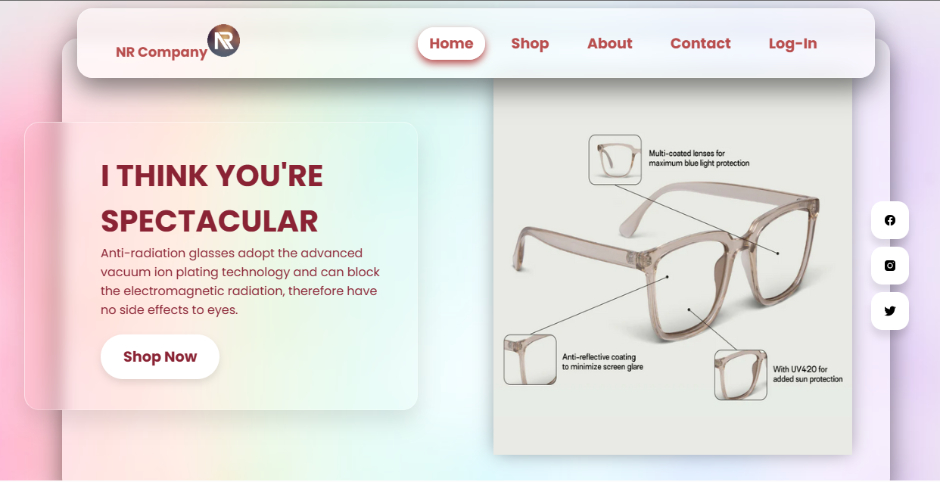 NR Company
NR
Home
Shop
About
Contact
Log-In
I THINK YOU'RE
SPECTACULAR
Anti-radiation glasses adopt the advanced
vacuum ion plating technology and can block
the electromagnetic radiation, therefore have
no side effects to eyes.
Shop Now
Multi-coated lenses for
maximum blue light protection
Anti-reflective coating
to minimize screen glare
With UV420 for
added sun protection